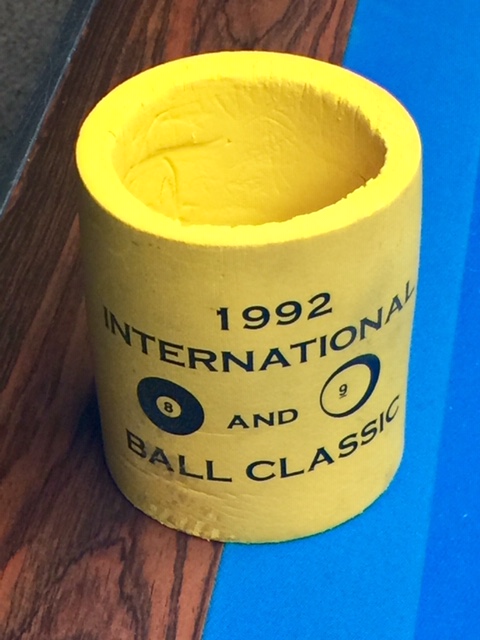 1992
INTERNATIONAL
8 AND 9
BALL CLASSIC